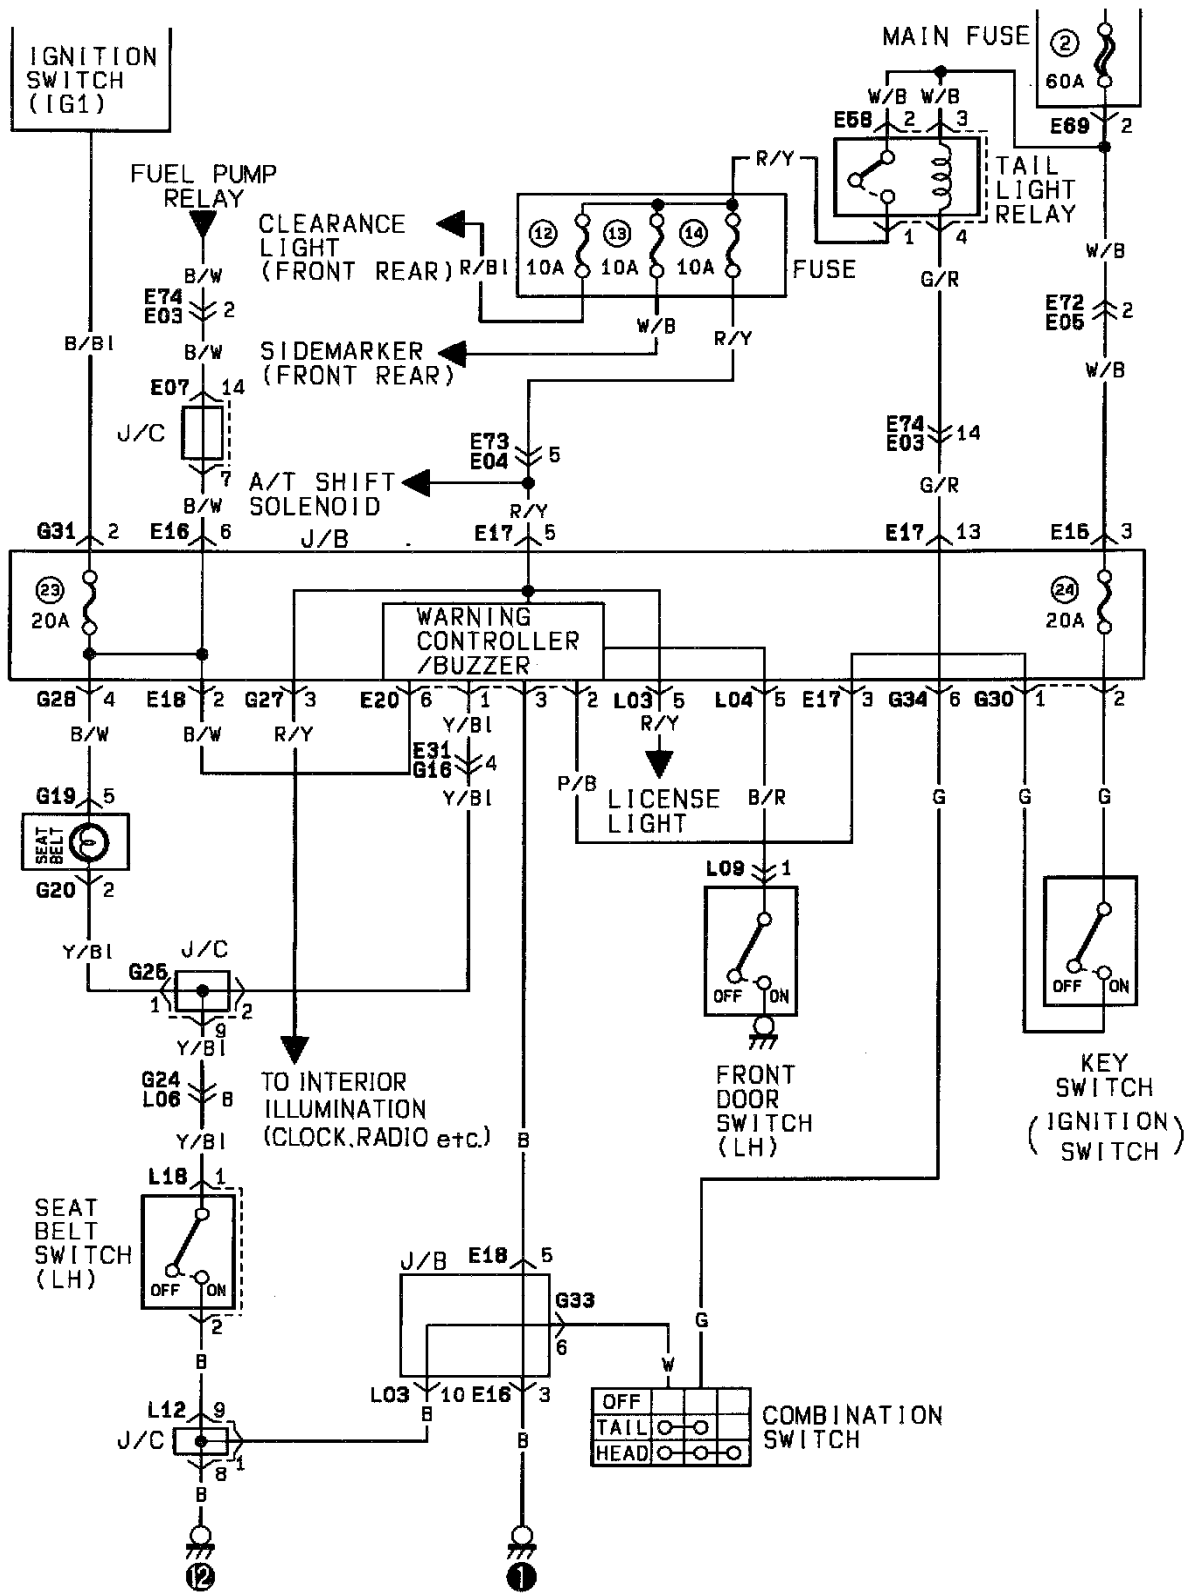 IGNITION
SWITCH
(IG1)
MAIN FUSE
2
60A
W/B W/B
E58 2 3
E69 2
FUEL PUMP
RELAY
R/Y
TAIL
LIGHT
RELAY
CLEARANCE
LIGHT
(FRONT REAR)
R/Bl
12 13 14
10A 10A 10A
FUSE
1 4
B/W
G/R
W/B
E74
E03 2
E72
E05 2
B/Bl
B/W
SIDEMARKER
(FRONT REAR)
W/B
R/Y
W/B
E07 14
J/C
7
E73
E04 5
E74
E03 14
A/T SHIFT
SOLENOID
B/W
R/Y
G/R
G31 2
E16 6
J/B
E17 5
E17 13
E15 3
23
20A
24
20A
WARNING
CONTROLLER
/BUZZER
G28 4
E18 2
G27 3
E20 6
1
3
2
L03 5
L04 5
E17 3
G34 6
G30 1
2
B/W
B/W
R/Y
Y/Bl
R/Y
E31
G16 4
Y/Bl
P/B
LICENSE
LIGHT
B/R
G
G
G
G19 5
SEAT
BELT
G20 2
L09 1
Y/Bl
J/C
G25
1
2
9
OFF ON
OFF ON
Y/Bl
G24
L06 8
TO INTERIOR
ILLUMINATION
(CLOCK,RADIO etc.)
FRONT
DOOR
SWITCH
(LH)
KEY
SWITCH
(IGNITION
SWITCH)
Y/Bl
B
L18 1
SEAT
BELT
SWITCH
(LH)
OFF ON
2
J/B
E18 5
G33
6
B
W
G
L03 10
E16 3
B
B
L12 9
J/C
1
8
B
OFF
TAIL
HEAD
COMBINATION
SWITCH
12
1